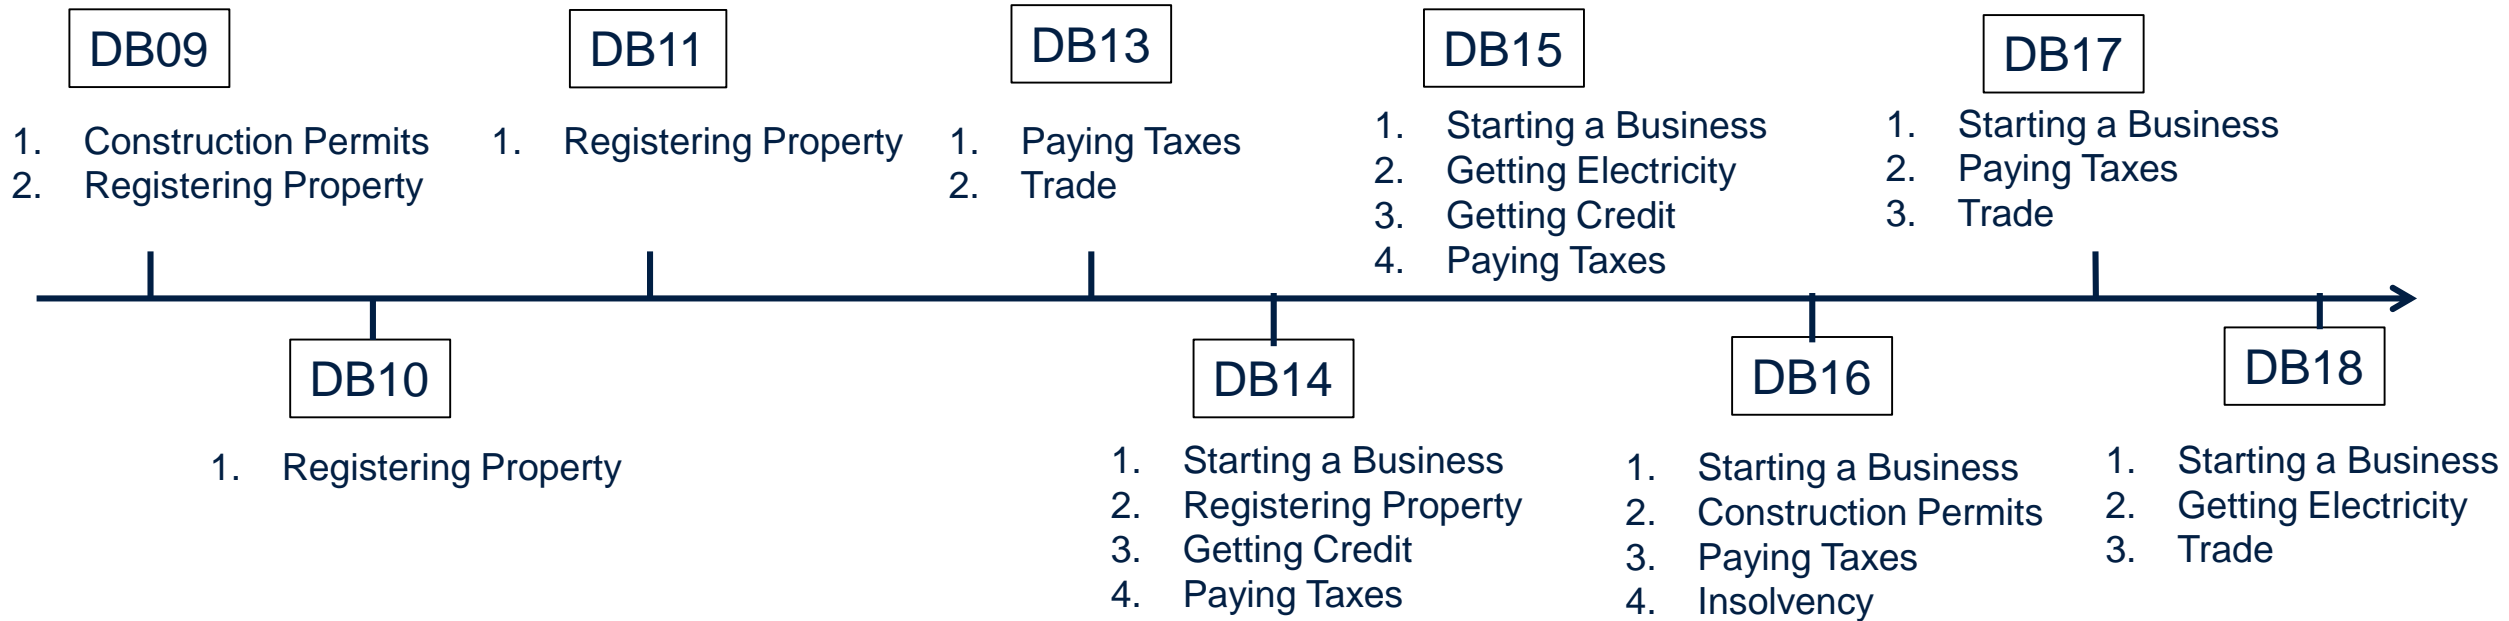 DB09
1. Construction Permits
2. Registering Property
DB10
1. Registering Property
DB11
1. Registering Property
DB13
1. Paying Taxes
2. Trade
DB14
1. Starting a Business
2. Registering Property
3. Getting Credit
4. Paying Taxes
DB15
1. Starting a Business
2. Getting Electricity
3. Getting Credit
4. Paying Taxes
DB16
1. Starting a Business
2. Construction Permits
3. Paying Taxes
4. Insolvency
DB17
1. Starting a Business
2. Paying Taxes
3. Trade
DB18
1. Starting a Business
2. Getting Electricity
3. Trade